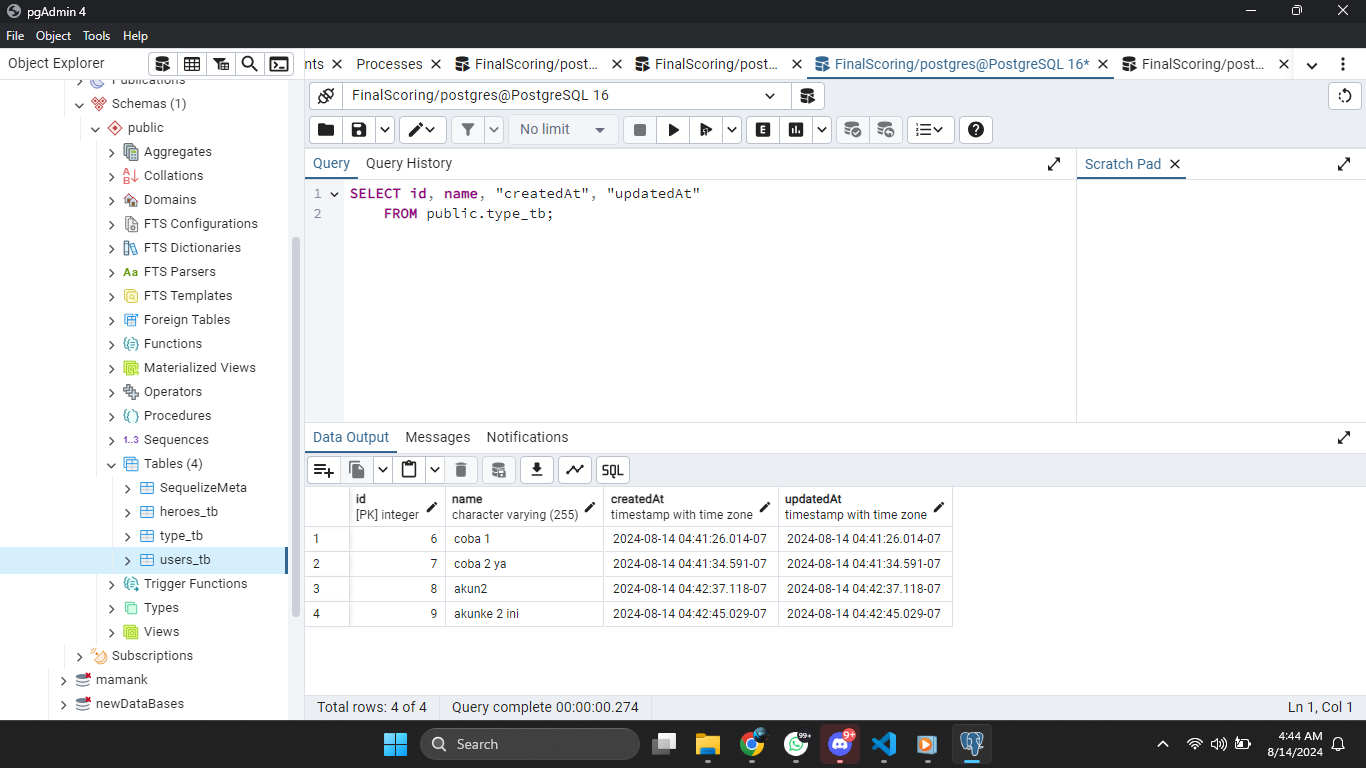 pgAdmin 4
File Object Tools Help
Object Explorer
nts Processes FinalScoring/post... FinalScoring/post... FinalScoring/postgres@PostgreSQL 16* FinalScoring/post...
Publications
Schemas (1)
public
Aggregates
Collations
Domains
FTS Configurations
FTS Dictionaries
Aa FTS Parsers
FTS Templates
Foreign Tables
Functions
Materialized Views
Operators
Procedures
1..3 Sequences
Tables (4)
SequelizeMeta
heroes_tb
type_tb
users_tb
Trigger Functions
Types
Views
Subscriptions
mamank
newDataBases
FinalScoring/postgres@PostgreSQL 16
No limit
E
Query Query History
Scratch Pad
1 SELECT id, name, "createdAt", "updatedAt"
2 FROM public.type_tb;
Data Output Messages Notifications
SQL
id name createdAt updatedAt
[PK] integer character varying (255) timestamp with time zone timestamp with time zone
1 6 coba 1 2024-08-14 04:41:26.014-07 2024-08-14 04:41:26.014-07
2 7 coba 2 ya 2024-08-14 04:41:34.591-07 2024-08-14 04:41:34.591-07
3 8 akun2 2024-08-14 04:42:37.118-07 2024-08-14 04:42:37.118-07
4 9 akunke 2 ini 2024-08-14 04:42:45.029-07 2024-08-14 04:42:45.029-07
Total rows: 4 of 4 Query complete 00:00:00.274 Ln 1, Col 1
Search
99+
9+
4:44 AM
8/14/2024